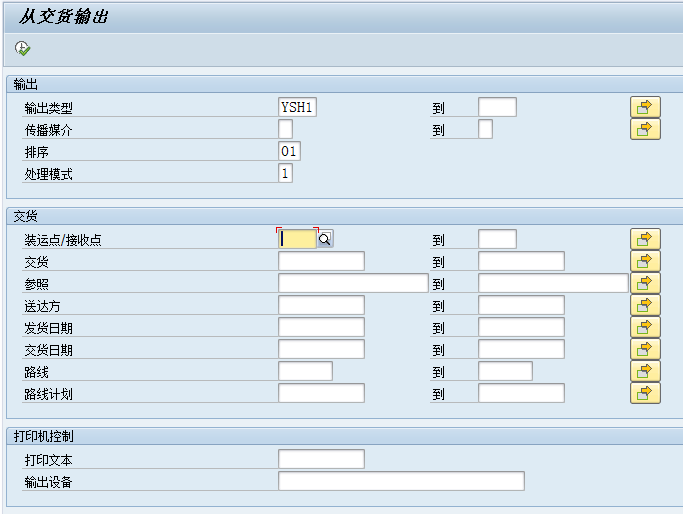 从交货输出
输出
输出类型 YSH1 到
传播媒介 到
排序 01
处理模式 1
交货
装运点/接收点 到
交货 到
参照 到
送达方 到
发货日期 到
交货日期 到
路线 到
路线计划 到
打印机控制
打印文本
输出设备